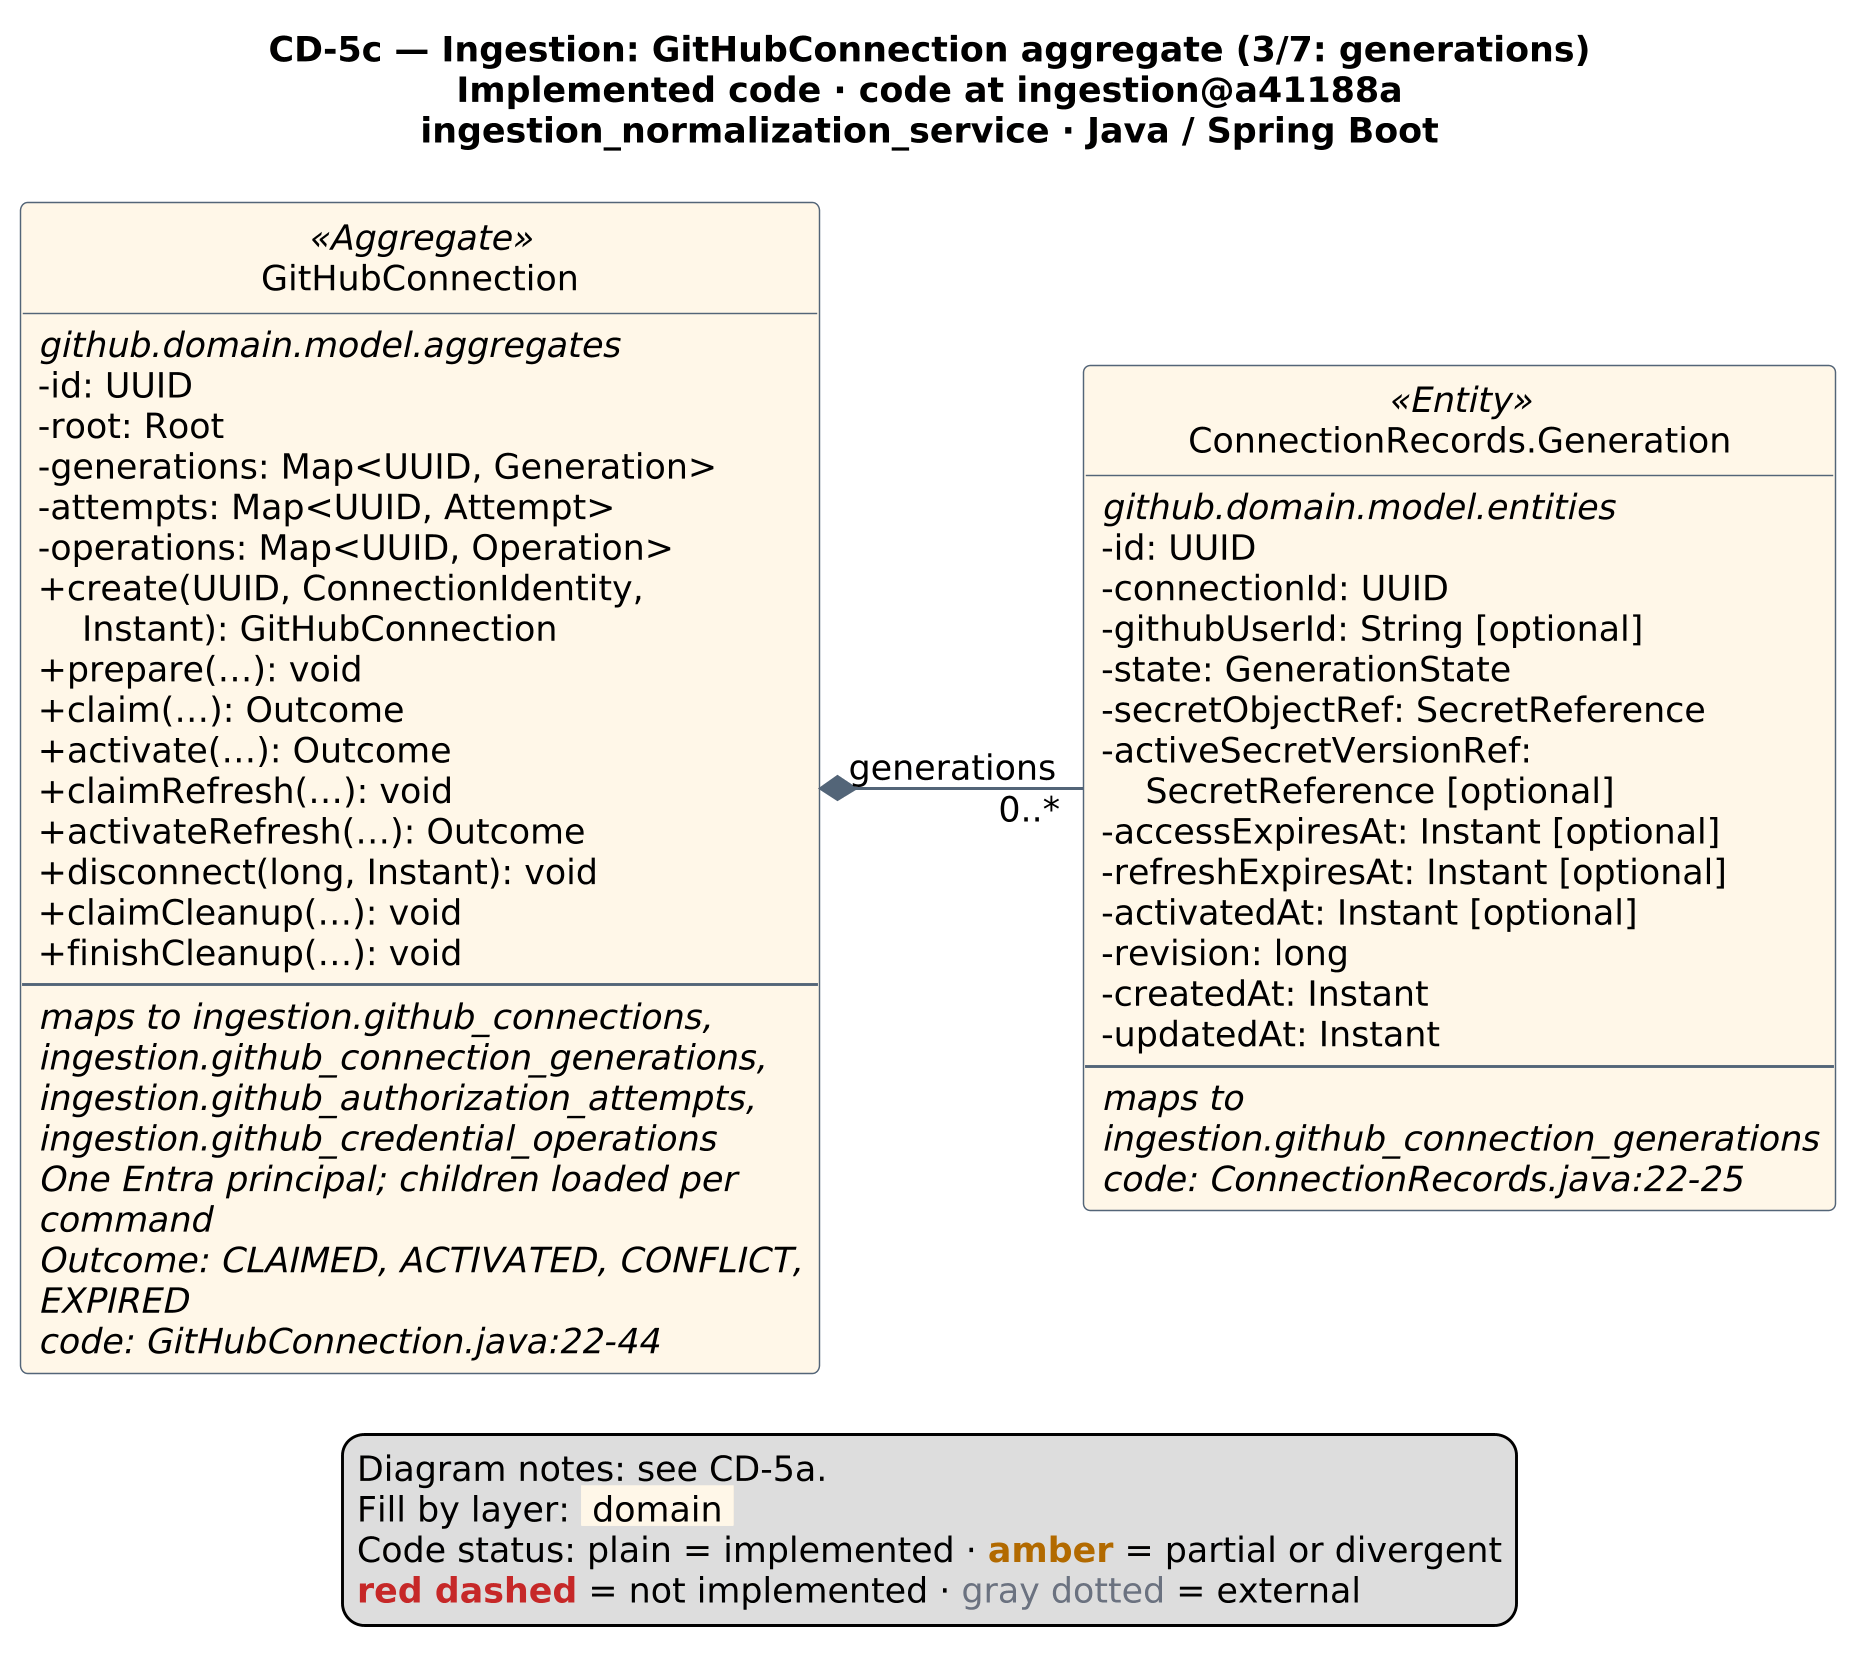 CD-5c — Ingestion: GitHubConnection aggregate (3/7: generations)
Implemented code · code at ingestion@a41188a
ingestion_normalization_service · Java / Spring Boot
«Aggregate»
GitHubConnection
github.domain.model.aggregates
-id: UUID
-root: Root
-generations: Map<UUID, Generation>
-attempts: Map<UUID, Attempt>
-operations: Map<UUID, Operation>
+create(UUID, ConnectionIdentity,
Instant): GitHubConnection
+prepare(...): void
+claim(...): Outcome
+activate(...): Outcome
+claimRefresh(...): void
+activateRefresh(...): Outcome
+disconnect(long, Instant): void
+claimCleanup(...): void
+finishCleanup(...): void
maps to ingestion.github_connections,
ingestion.github_connection_generations,
ingestion.github_authorization_attempts,
ingestion.github_credential_operations
One Entra principal; children loaded per
command
Outcome: CLAIMED, ACTIVATED, CONFLICT,
EXPIRED
code: GitHubConnection.java:22-44
generations
0..*
«Entity»
ConnectionRecords.Generation
github.domain.model.entities
-id: UUID
-connectionId: UUID
-githubUserId: String [optional]
-state: GenerationState
-secretObjectRef: SecretReference
-activeSecretVersionRef:
SecretReference [optional]
-accessExpiresAt: Instant [optional]
-refreshExpiresAt: Instant [optional]
-activatedAt: Instant [optional]
-revision: long
-createdAt: Instant
-updatedAt: Instant
maps to
ingestion.github_connection_generations
code: ConnectionRecords.java:22-25
Diagram notes: see CD-5a.
Fill by layer: domain
Code status: plain = implemented · amber = partial or divergent
red dashed = not implemented · gray dotted = external